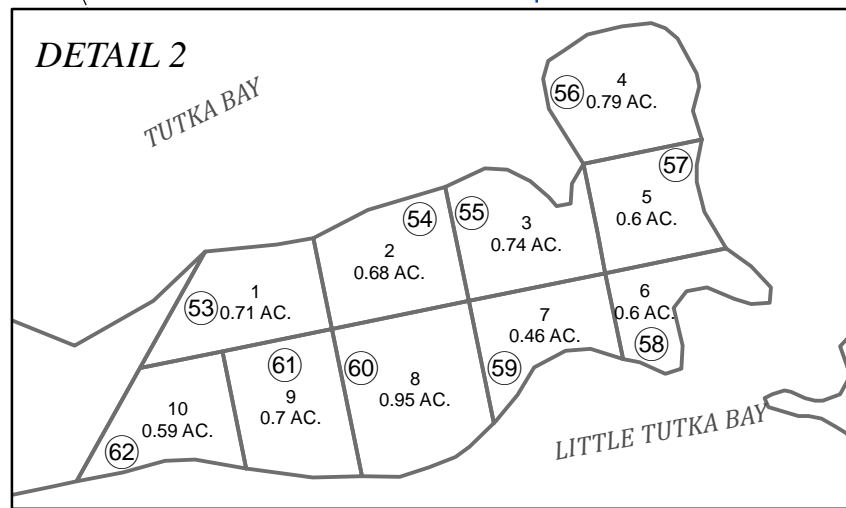 DETAIL 2
TUTKA BAY
56
4
0.79 AC.
57
5
0.6 AC.
54
55
3
0.74 AC.
2
0.68 AC.
53
1
0.71 AC.
6
0.6 AC.
58
7
0.46 AC.
59
61
60
8
0.95 AC.
9
0.7 AC.
10
0.59 AC.
62
LITTLE TUTKA BAY